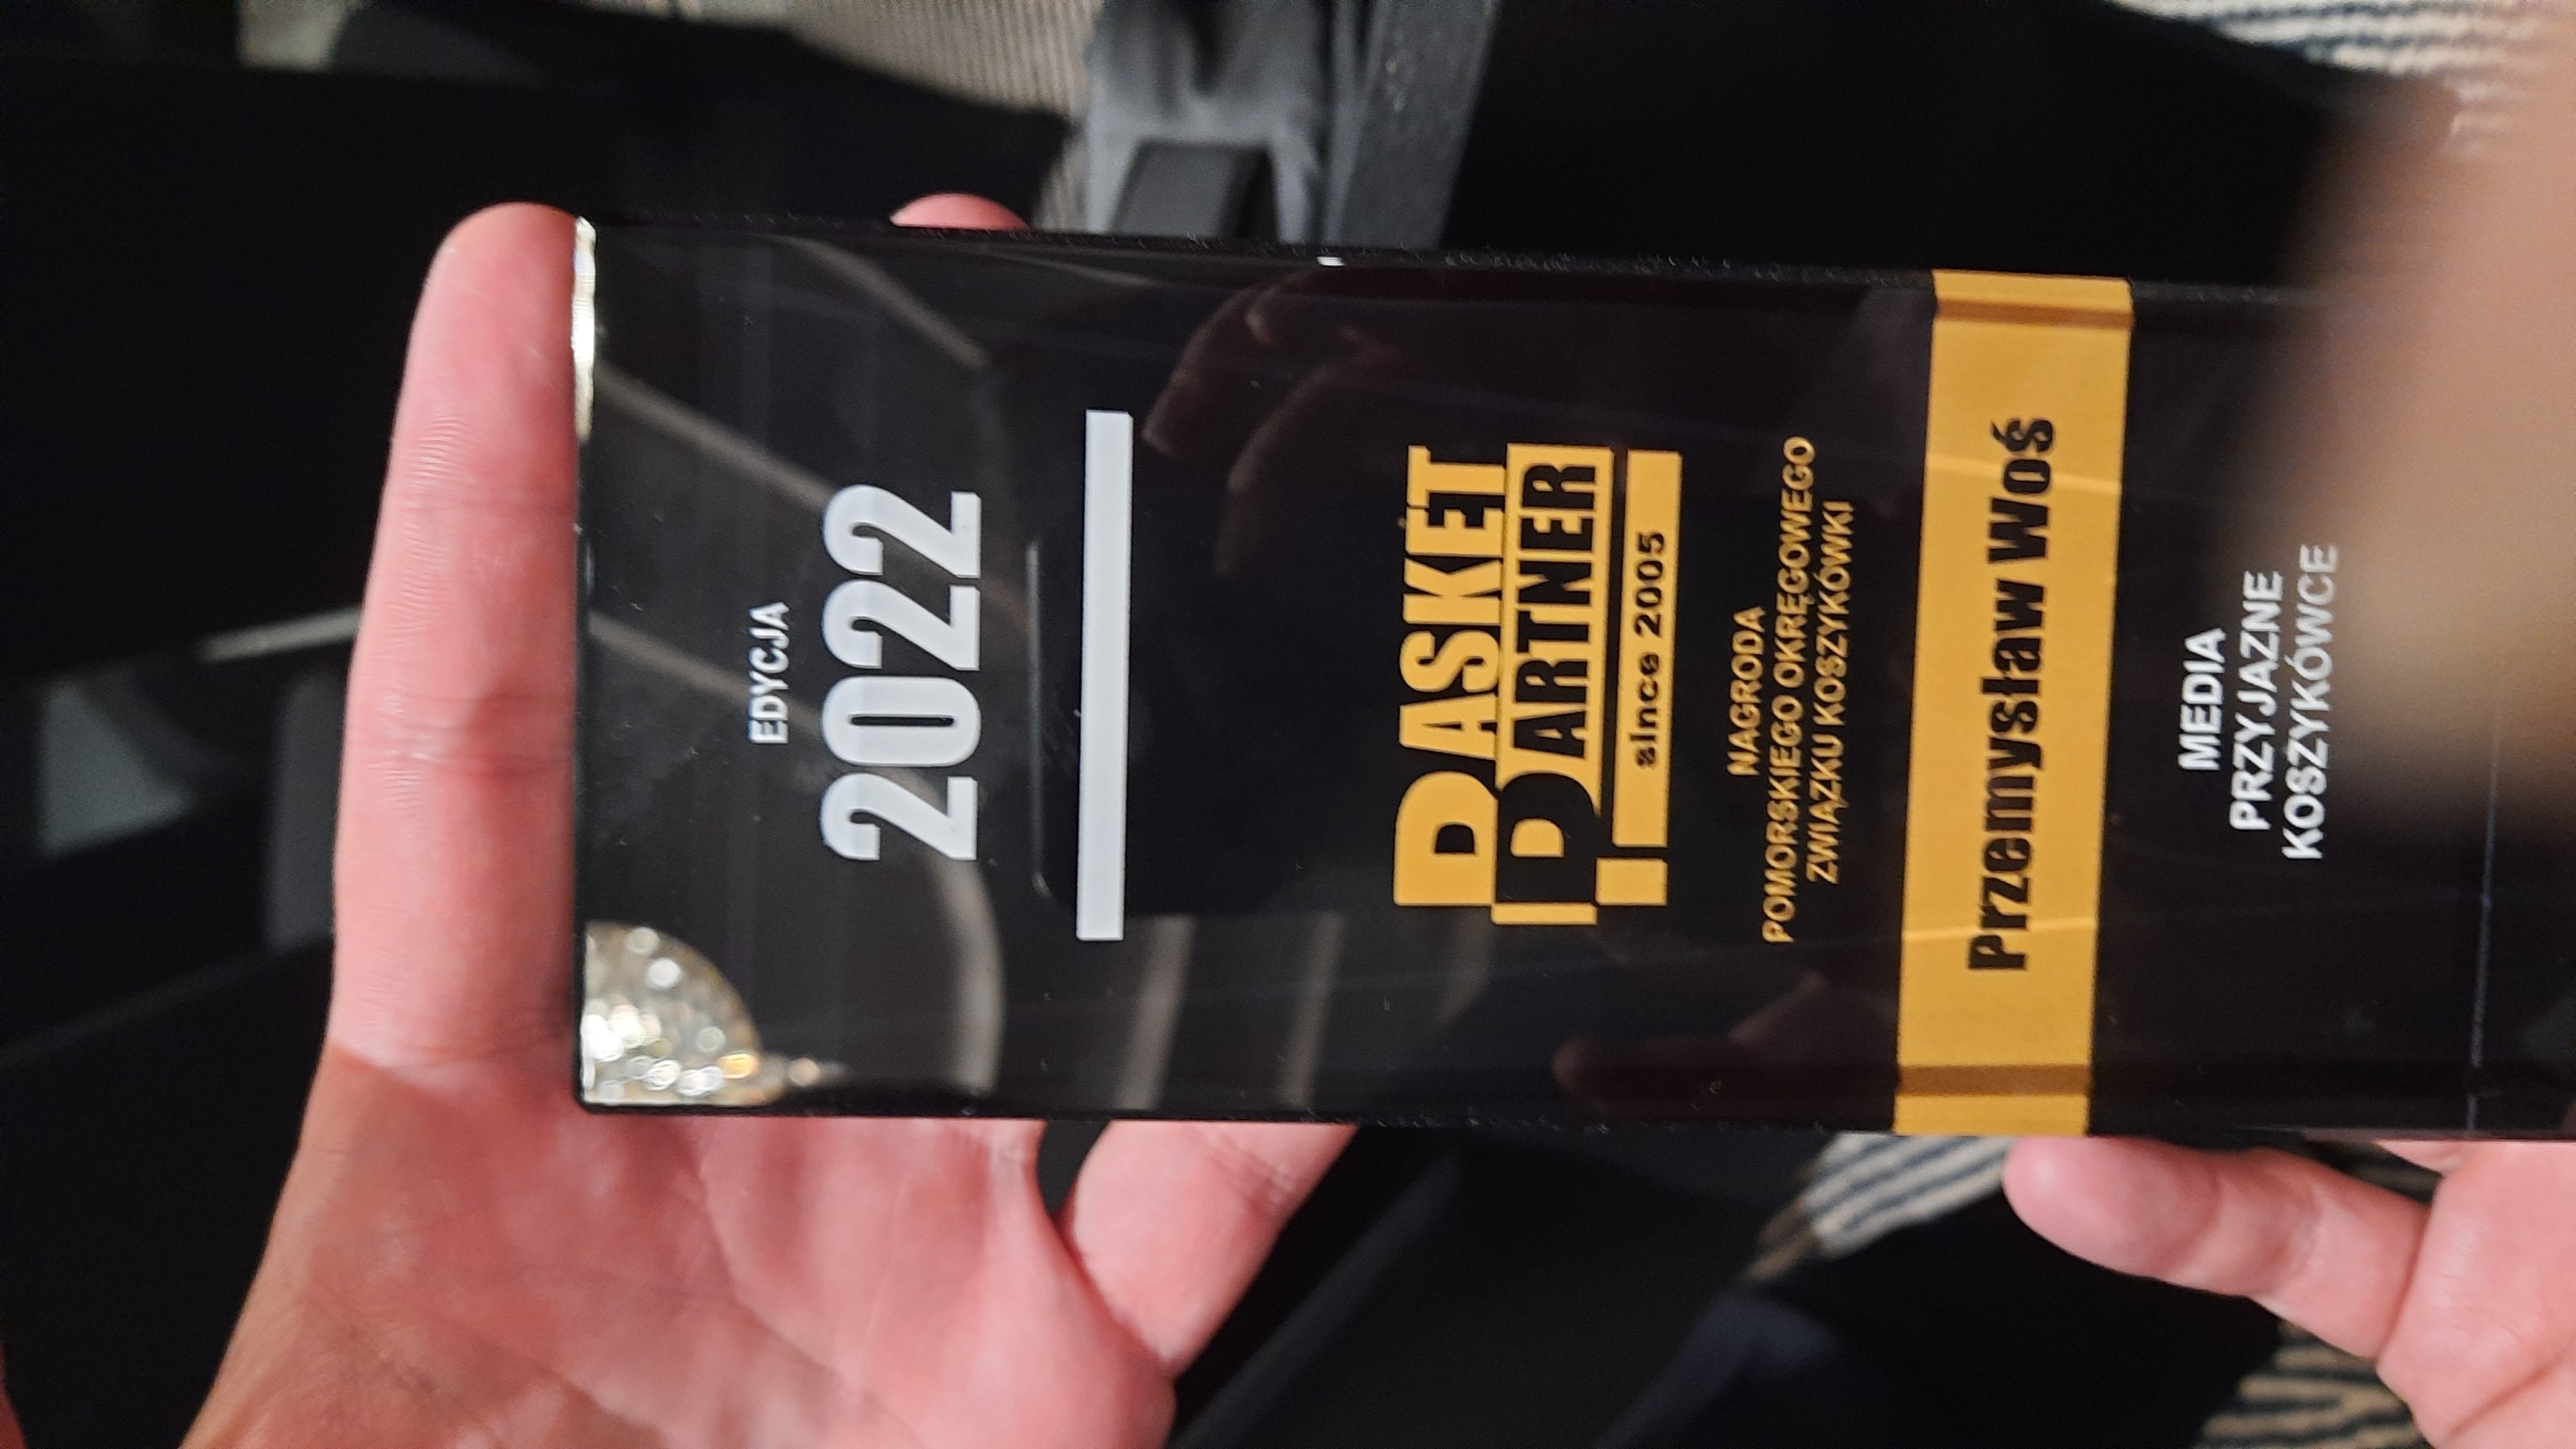 EDYCJA
2022
BASKET
PARTNER
since 2005
NAGRODA
POMORSKIEGO OKRĘGOWEGO
ZWIĄZKU KOSZYKÓWKI
Przemysław Woś
MEDIA
PRZYJAZNE
KOSZYKÓWCE